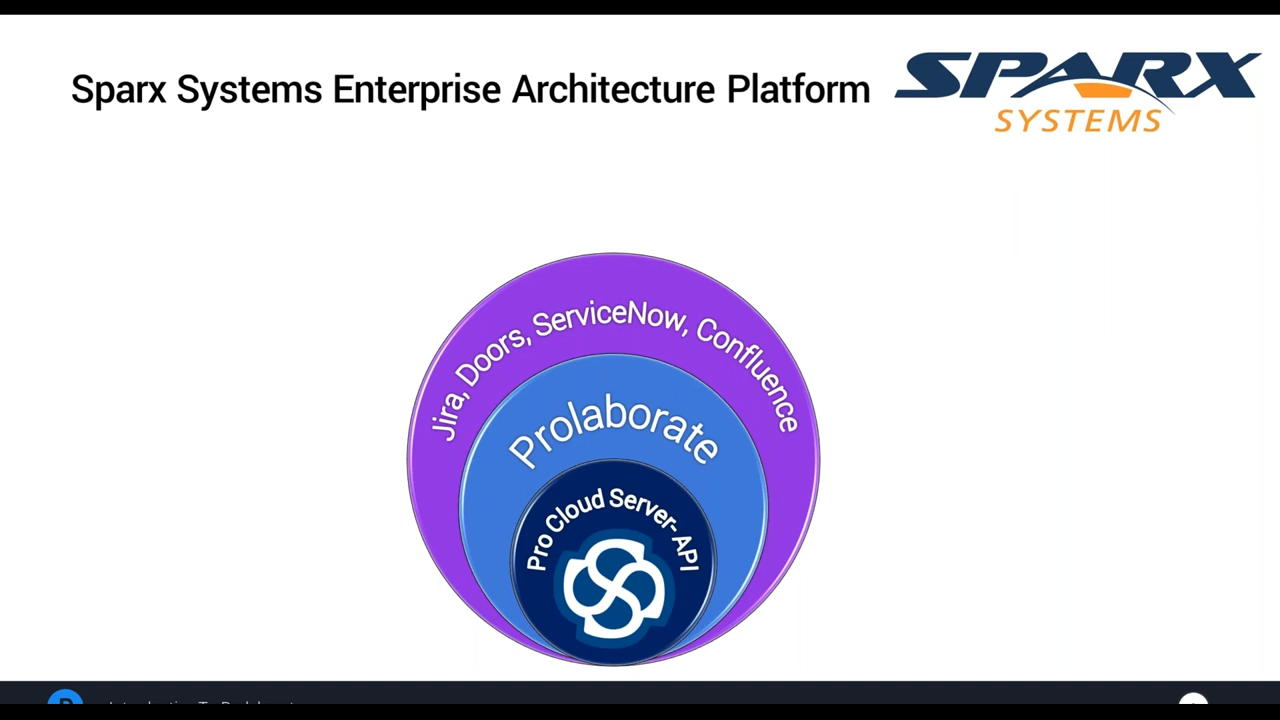 Sparx Systems Enterprise Architecture Platform
SPARX
SYSTEMS
Jira, Doors, ServiceNow, Confluence
Prolaborate
Pro Cloud Server- API